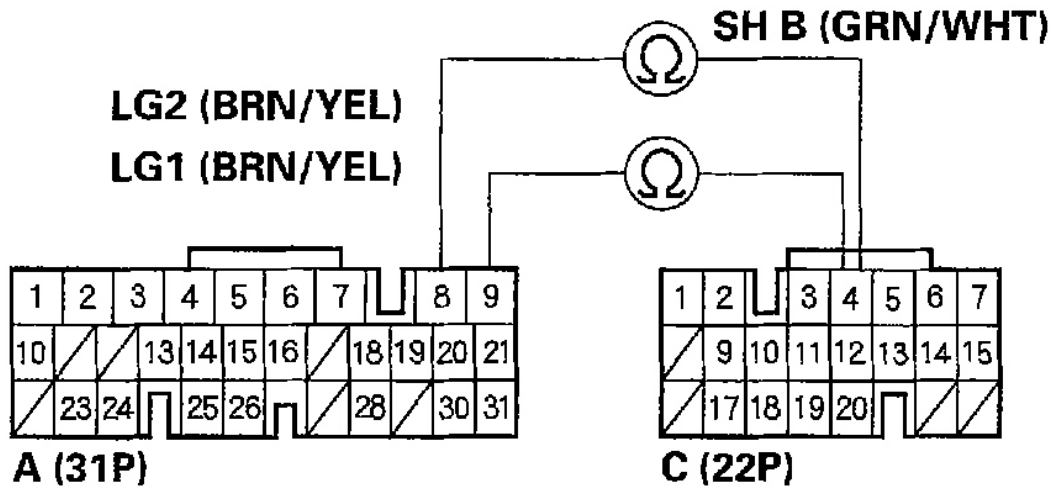 SH B (GRN/WHT)
Ω
LG2 (BRN/YEL)
LG1 (BRN/YEL)
Ω
1 2 3 4 5 6 7 8 9
10 13 14 15 16 18 19 20 21
23 24 25 26 28 30 31
A (31P)
1 2 3 4 5 6 7
9 10 11 12 13 14 15
17 18 19 20
C (22P)